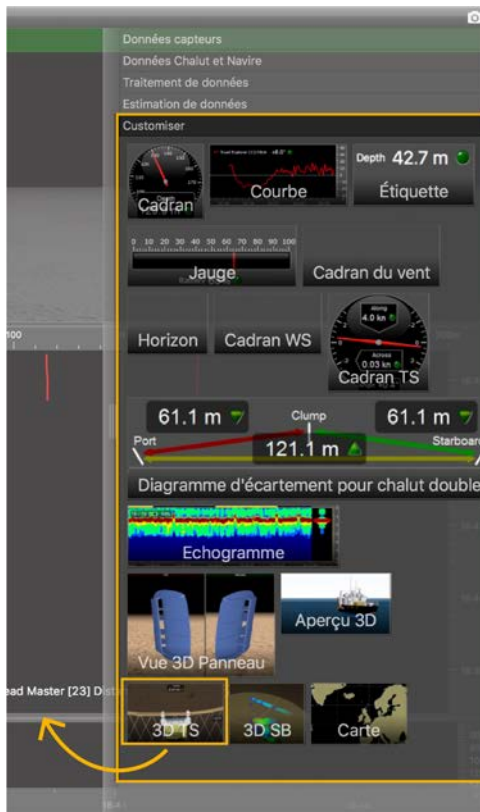 Données capteurs
Données Chalut et Navire
Traitement de données
Estimation de données
Customiser
Depth 42.7 m
Cadran
Courbe
Étiquette
0 10 20 30 40 50 60 70 80 90 100
Jauge
Cadran du vent
100
Along
4.0 kn
Horizon
Cadran WS
Across
0.03 kn
Cadran TS
61.1 m
Clump
61.1 m
Port
121.1 m
Starboard
Diagramme d'écartement pour chalut double
Echogramme
Aperçu 3D
Vue 3D Panneau
ead Master [23] Dista
3D TS
3D SB
Carte